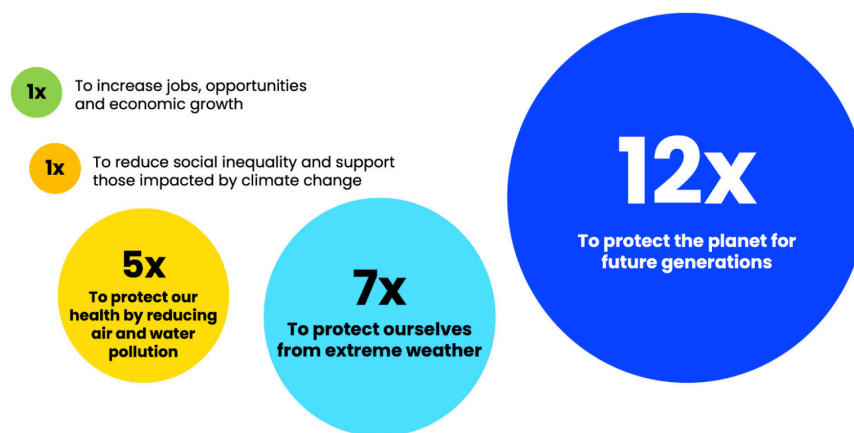 1x
To increase jobs, opportunities
and economic growth
1x
To reduce social inequality and support
those impacted by climate change
5x
To protect our
health by reducing
air and water
pollution
7x
To protect ourselves
from extreme weather
12x
To protect the planet for
future generations